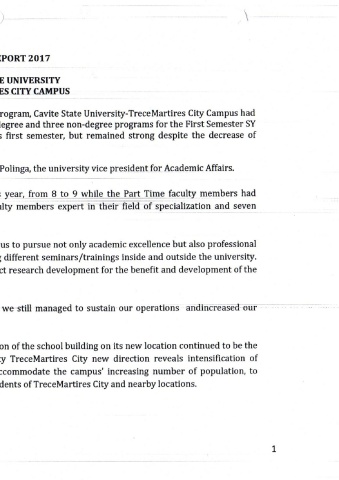 EPORT 2017
E UNIVERSITY
ES CITY CAMPUS
rogram, Cavite State University-TreceMartires City Campus had
degree and three non-degree programs for the First Semester SY
s first semester, but remained strong despite the decrease of
Polinga, the university vice president for Academic Affairs.
s year, from 8 to 9 while the Part Time faculty members had
ulty members expert in their field of specialization and seven
us to pursue not only academic excellence but also professional
g different seminars/trainings inside and outside the university.
ct research development for the benefit and development of the
we still managed to sustain our operations andincreased our
on of the school building on its new location continued to be the
ty TreceMartires City new direction reveals intensification of
ccommodate the campus' increasing number of population, to
dents of TreceMartires City and nearby locations.
1